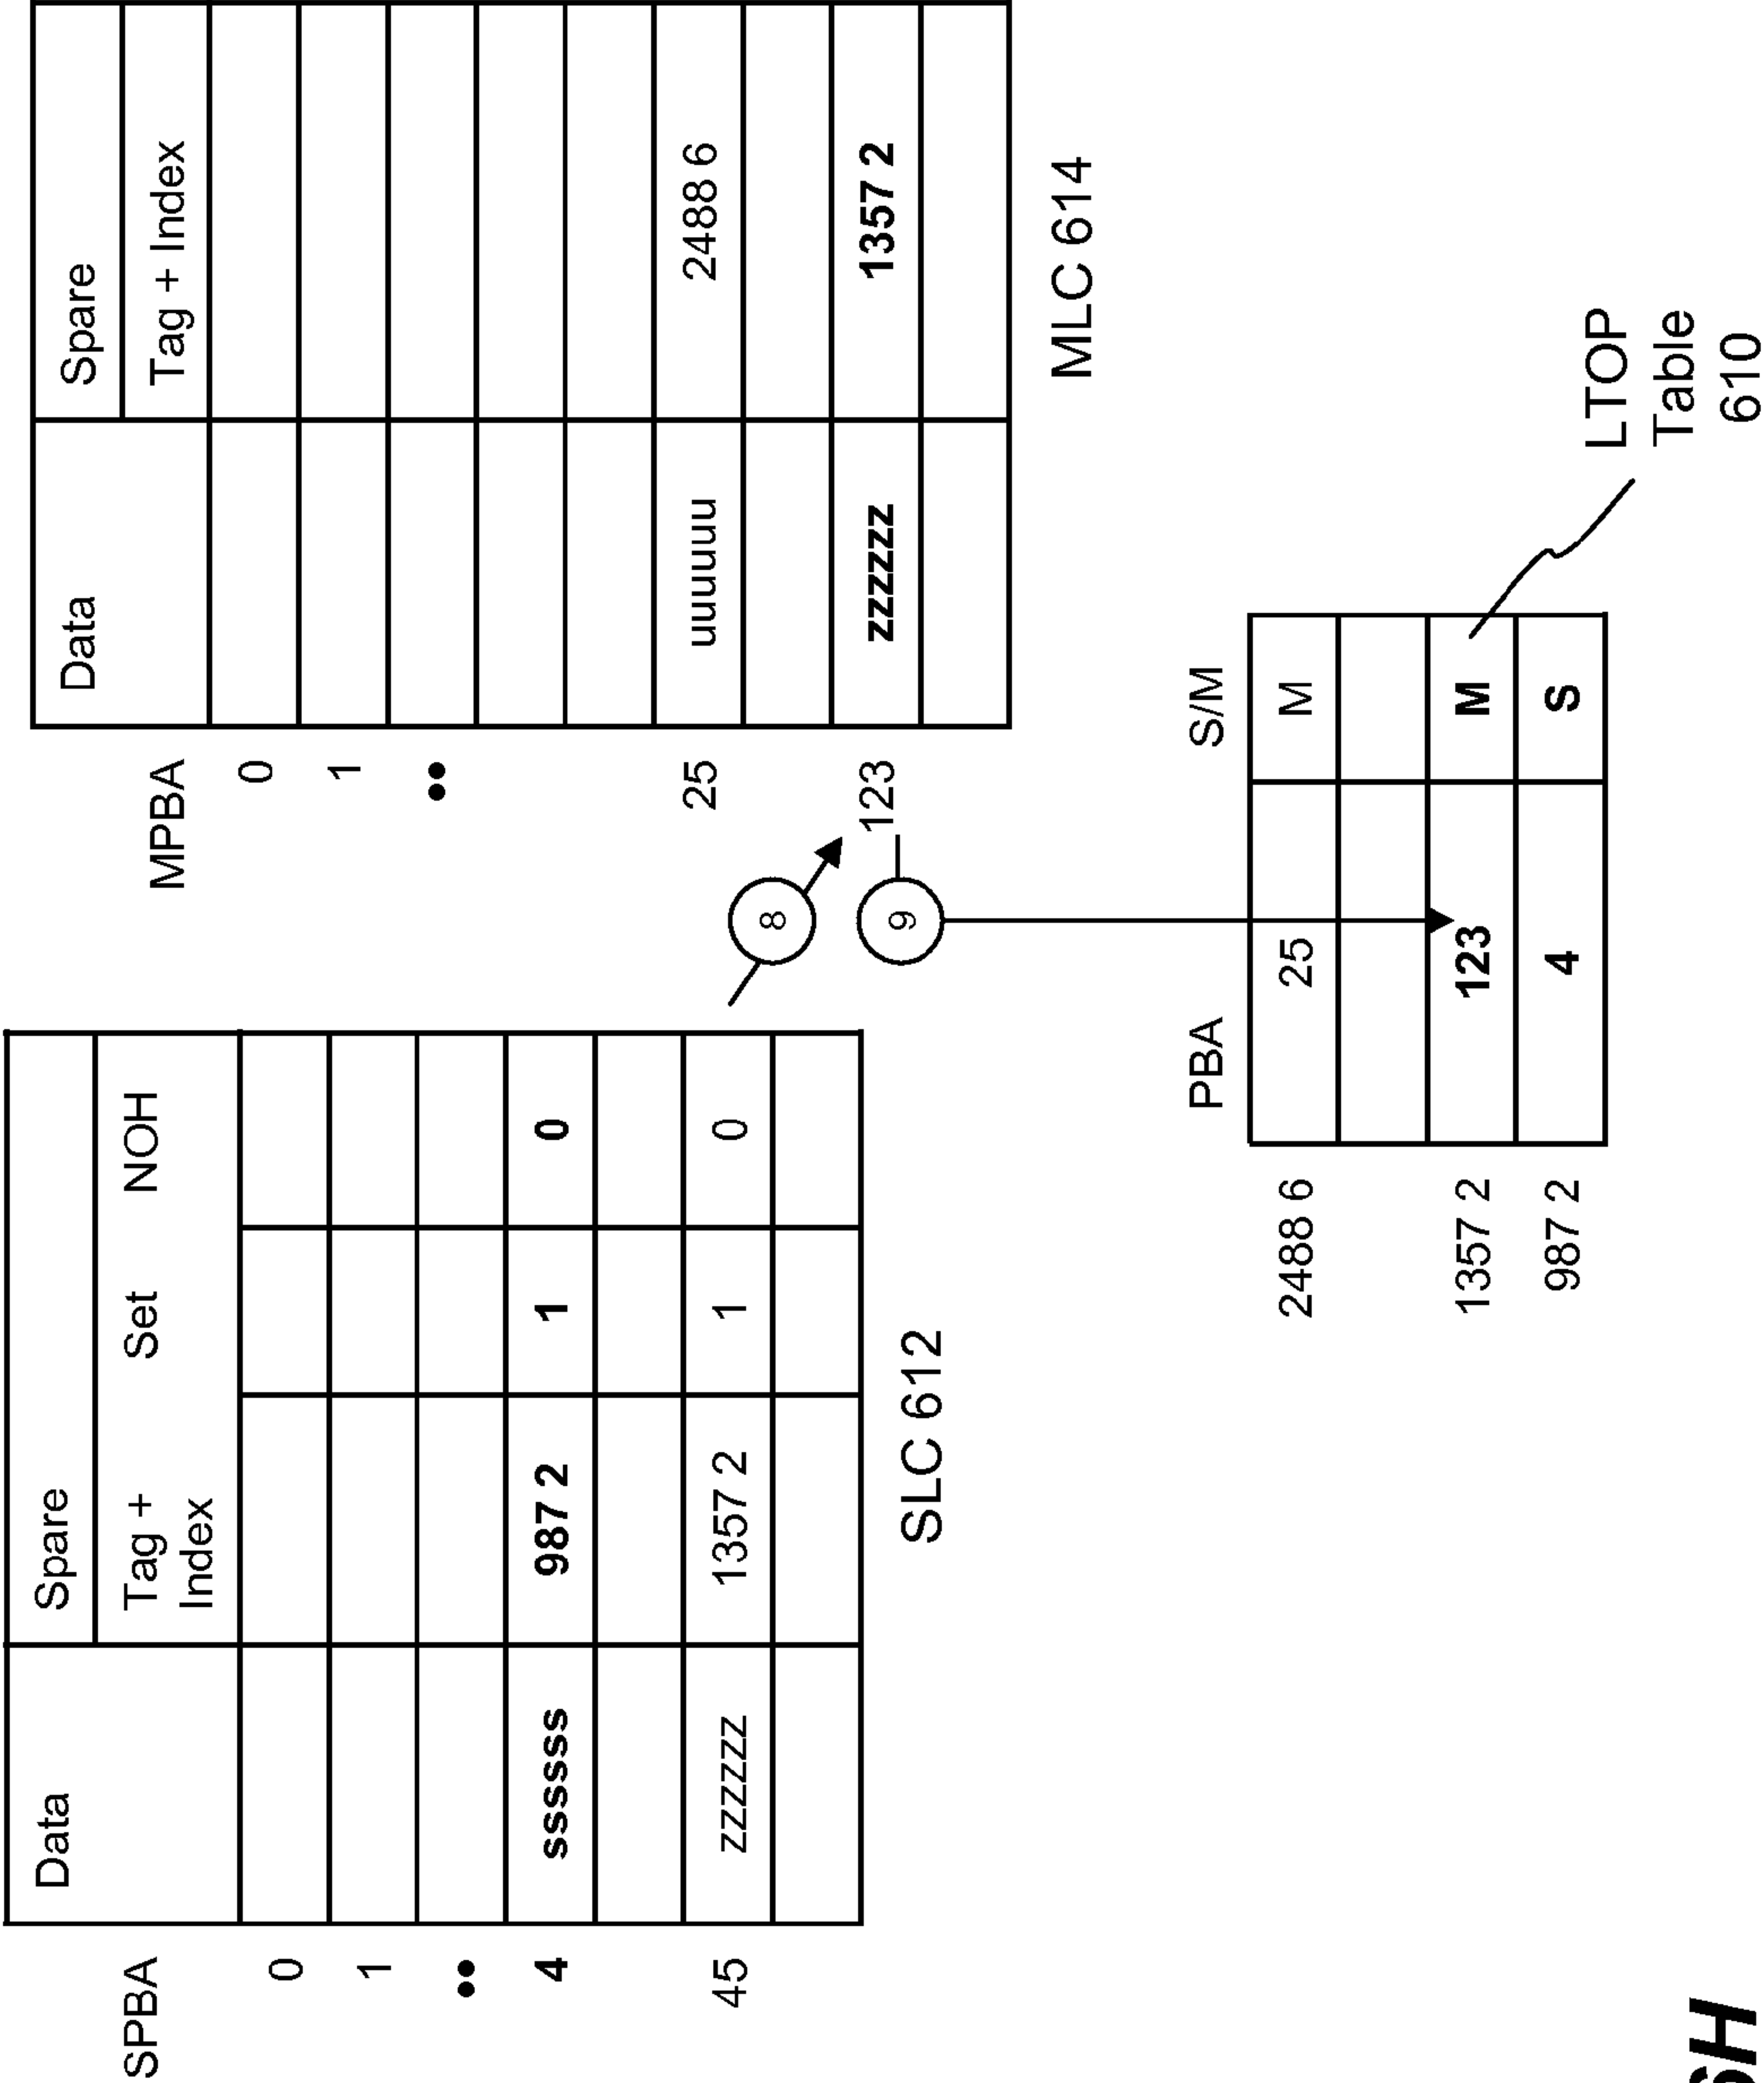 SPBA
Data
Spare
Tag +
Index
Set
NOH
0
1
••
4
ssssss
987 2
1
0
45
zzzzzz
1357 2
1
0
SLC 612
MPBA
Data
Spare
Tag + Index
0
1
••
25
uuuuuu
2488 6
123
zzzzzz
1357 2
MLC 614
8
9
PBA
S/M
2488 6
25
M
1357 2
123
M
987 2
4
S
LTOP
Table
610